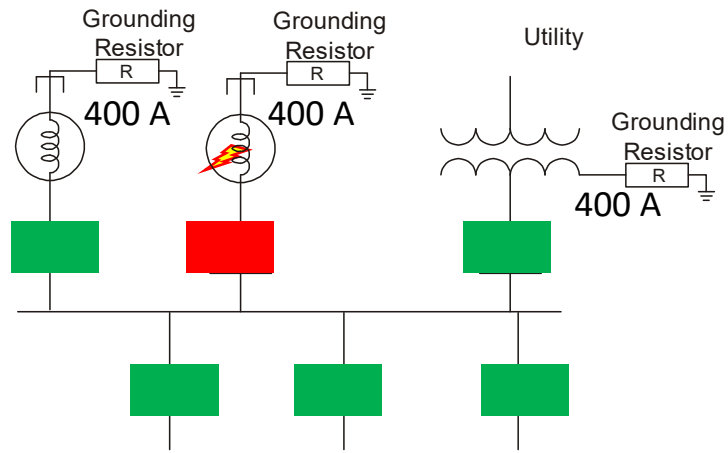 Grounding
Resistor
R
400 A
Grounding
Resistor
R
400 A
Utility
Grounding
Resistor
R
400 A